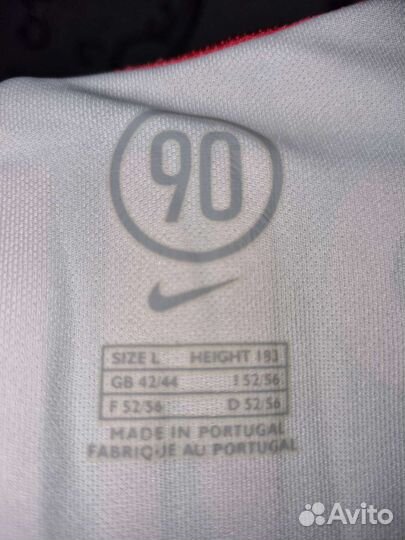 90
SIZE L HEIGHT 183
GB 42/44 I 52/56
F 52/56 D 52/56
MADE IN PORTUGAL
FABRIQUE AU PORTUGAL
Avito